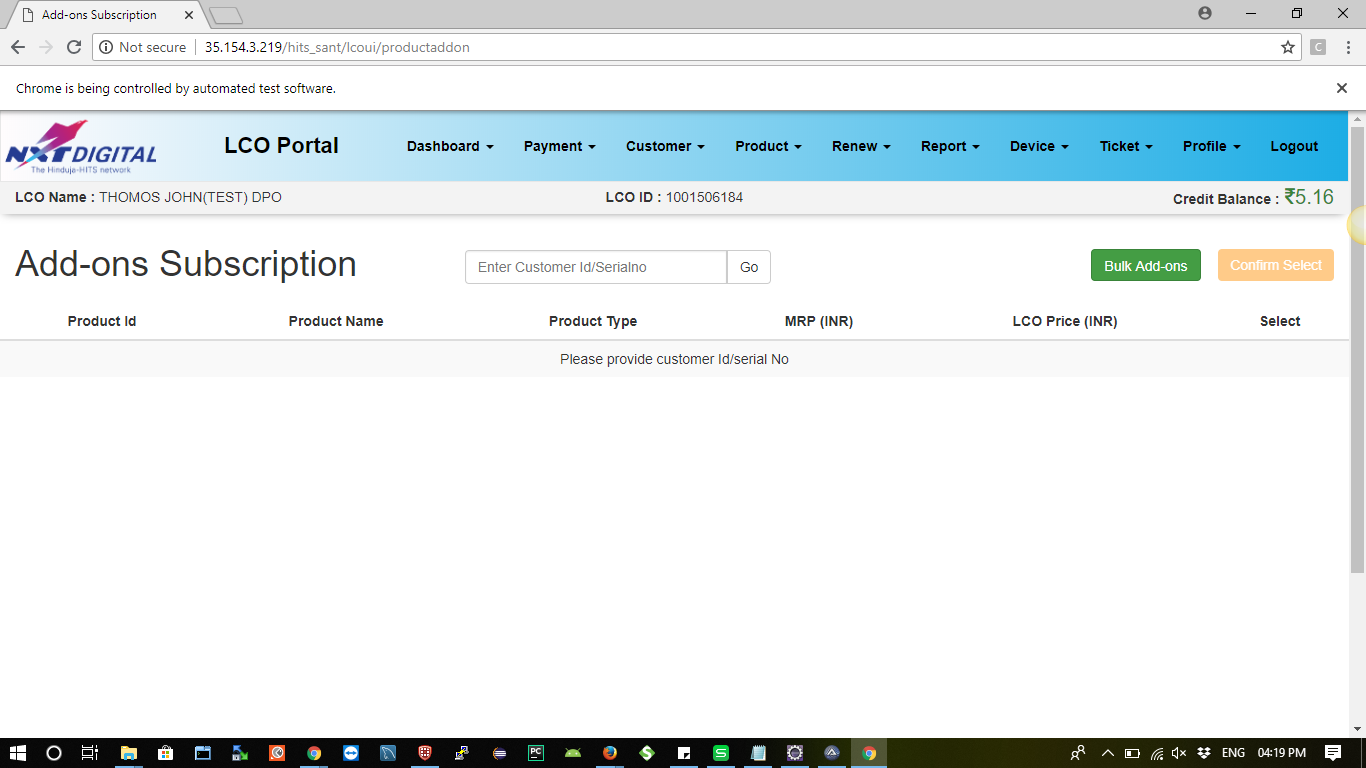 Add-ons Subscription
Not secure 35.154.3.219/hits_sant/lcoui/productaddon C
Chrome is being controlled by automated test software.
NXTDIGITAL
The Hinduja-HITS network
LCO Portal Dashboard Payment Customer Product Renew Report Device Ticket Profile Logout
LCO Name : THOMOS JOHN(TEST) DPO LCO ID : 1001506184 Credit Balance : ₹5.16
Add-ons Subscription Enter Customer Id/Serialno Go Bulk Add-ons Confirm Select
Product Id Product Name Product Type MRP (INR) LCO Price (INR) Select
Please provide customer Id/serial No
PC S S ENG 04:19 PM